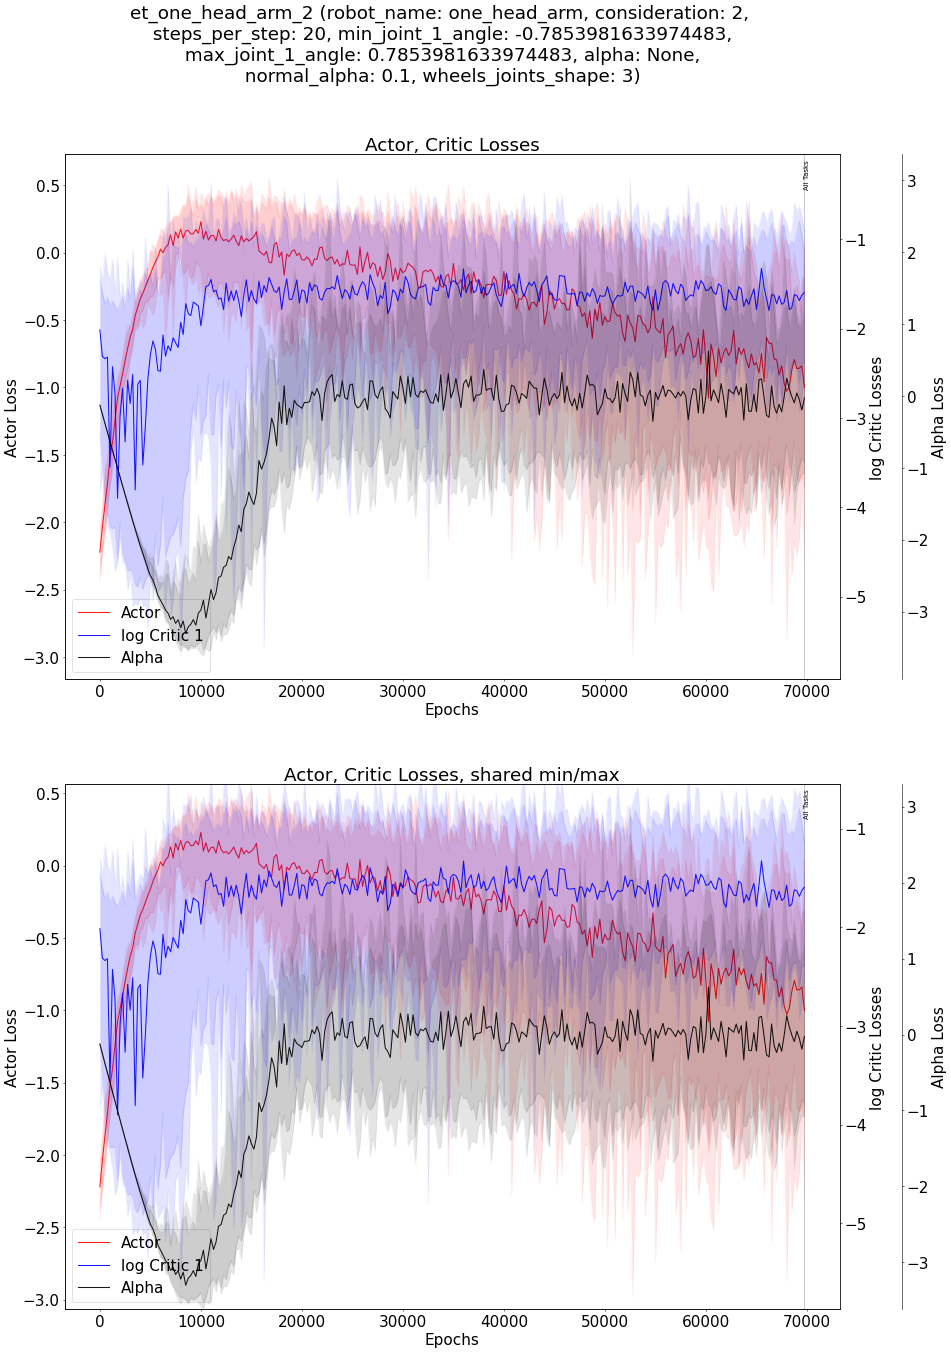 et_one_head_arm_2 (robot_name: one_head_arm, consideration: 2,
steps_per_step: 20, min_joint_1_angle: -0.7853981633974483,
max_joint_1_angle: 0.7853981633974483, alpha: None,
normal_alpha: 0.1, wheels_joints_shape: 3)
Actor, Critic Losses
All Tasks
0.5
0.0
−0.5
−1.0
−1.5
−2.0
−2.5
−3.0
Actor Loss
−1
−2
−3
−4
−5
log Critic Losses
3
2
1
0
−1
−2
−3
Alpha Loss
Actor
log Critic 1
Alpha
0
10000
20000
30000
40000
50000
60000
70000
Epochs
Actor, Critic Losses, shared min/max
All Tasks
0.5
0.0
−0.5
−1.0
−1.5
−2.0
−2.5
−3.0
Actor Loss
−1
−2
−3
−4
−5
log Critic Losses
3
2
1
0
−1
−2
−3
Alpha Loss
Actor
log Critic 1
Alpha
0
10000
20000
30000
40000
50000
60000
70000
Epochs